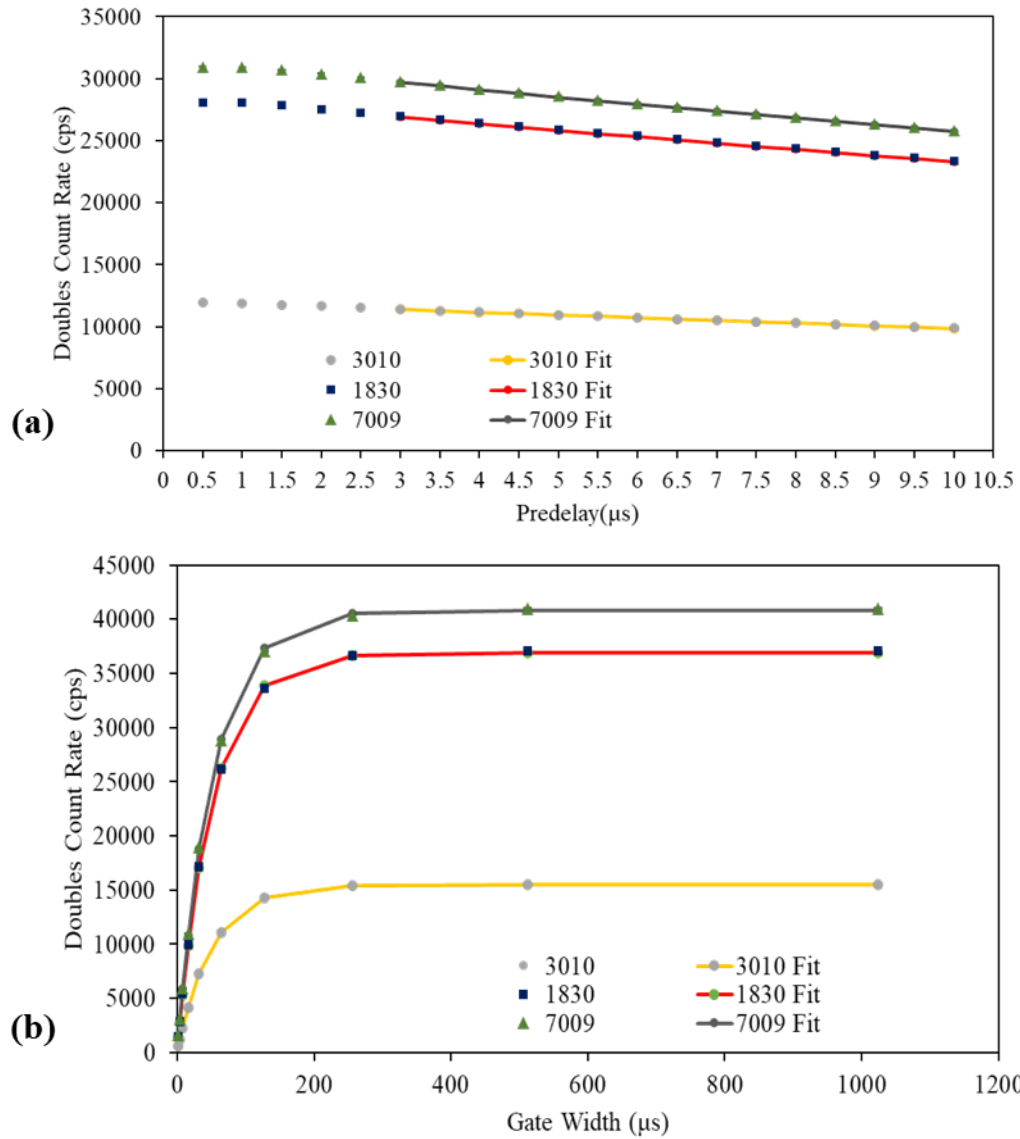 35000
30000
25000
20000
15000
10000
5000
0
Doubles Count Rate (cps)
3010 3010 Fit
1830 1830 Fit
7009 7009 Fit
(a)
0 0.5 1 1.5 2 2.5 3 3.5 4 4.5 5 5.5 6 6.5 7 7.5 8 8.5 9 9.5 10 10.5
Predelay(μs)
45000
40000
35000
30000
25000
20000
15000
10000
5000
0
Doubles Count Rate (cps)
3010 3010 Fit
1830 1830 Fit
7009 7009 Fit
(b)
0 200 400 600 800 1000 1200
Gate Width (μs)